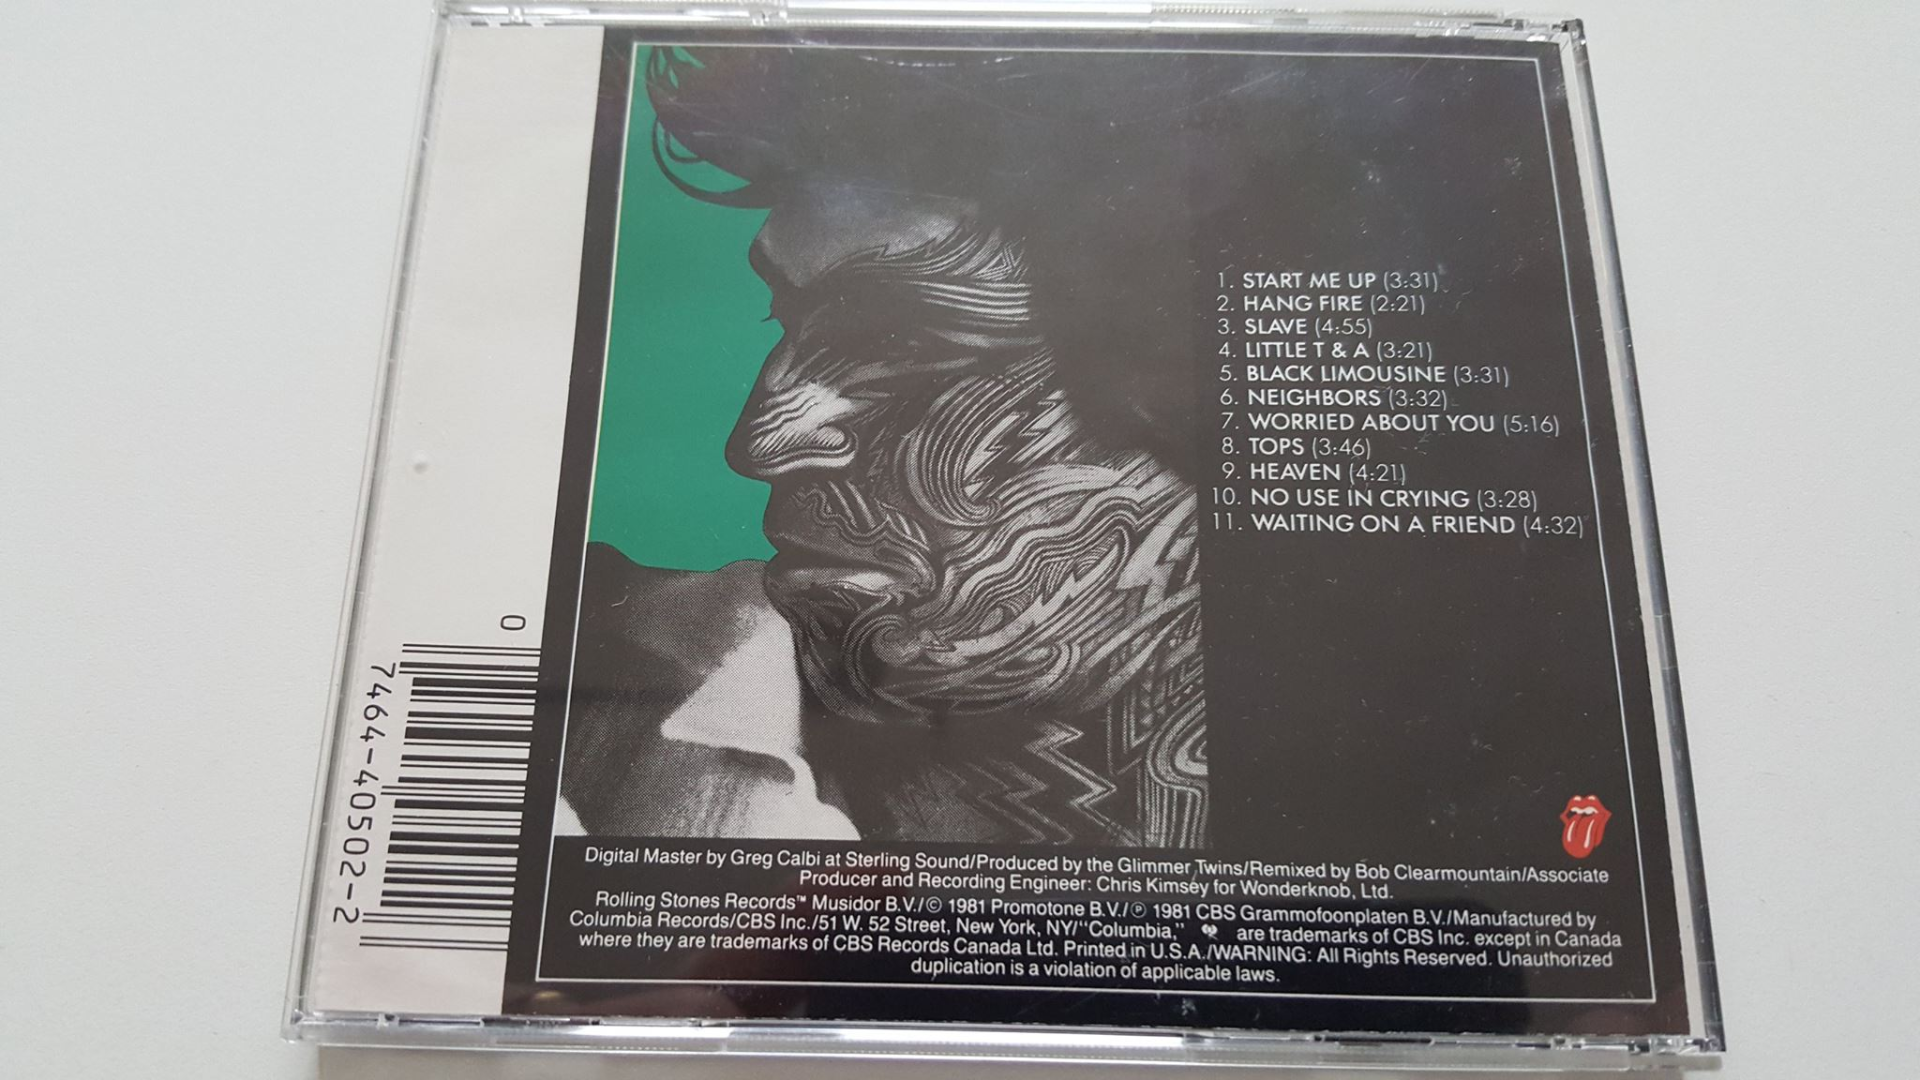 1. START ME UP (3:31)
2. HANG FIRE (2:21)
3. SLAVE (4:55)
4. LITTLE T & A (3:21)
5. BLACK LIMOUSINE (3:31)
6. NEIGHBORS (3:32)
7. WORRIED ABOUT YOU (5:16)
8. TOPS (3:46)
9. HEAVEN (4:21)
10. NO USE IN CRYING (3:28)
11. WAITING ON A FRIEND (4:32)
0
7464-40502-2
Digital Master by Greg Calbi at Sterling Sound/Produced by the Glimmer Twins/Remixed by Bob Clearmountain/Associate
Producer and Recording Engineer: Chris Kimsey for Wonderknob, Ltd.
Rolling Stones Records™ Musidor B.V./© 1981 Promotone B.V./℗ 1981 CBS Grammofoonplaten B.V./Manufactured by
Columbia Records/CBS Inc./51 W. 52 Street, New York, NY/"Columbia," are trademarks of CBS Inc. except in Canada
where they are trademarks of CBS Records Canada Ltd. Printed in U.S.A./WARNING: All Rights Reserved. Unauthorized
duplication is a violation of applicable laws.